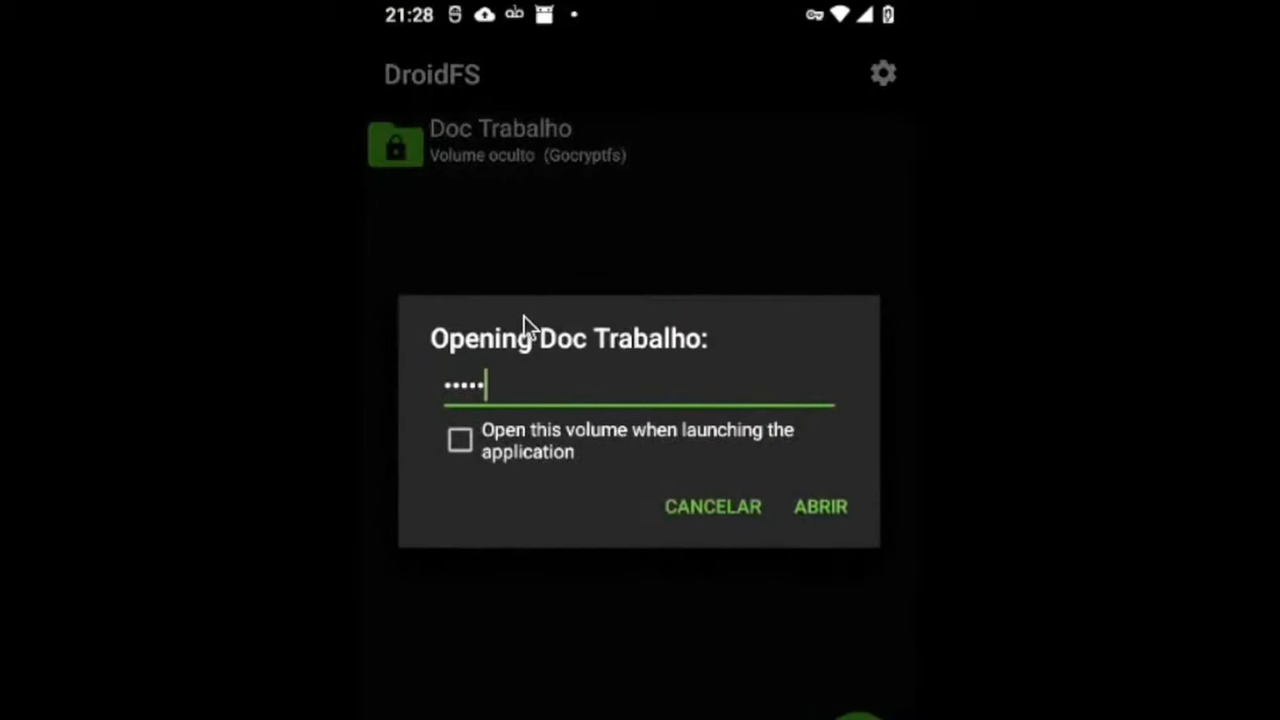 21:28
DroidFS
Doc Trabalho
Volume oculto (Gocryptfs)
Opening Doc Trabalho:
•••••
Open this volume when launching the
application
CANCELAR ABRIR